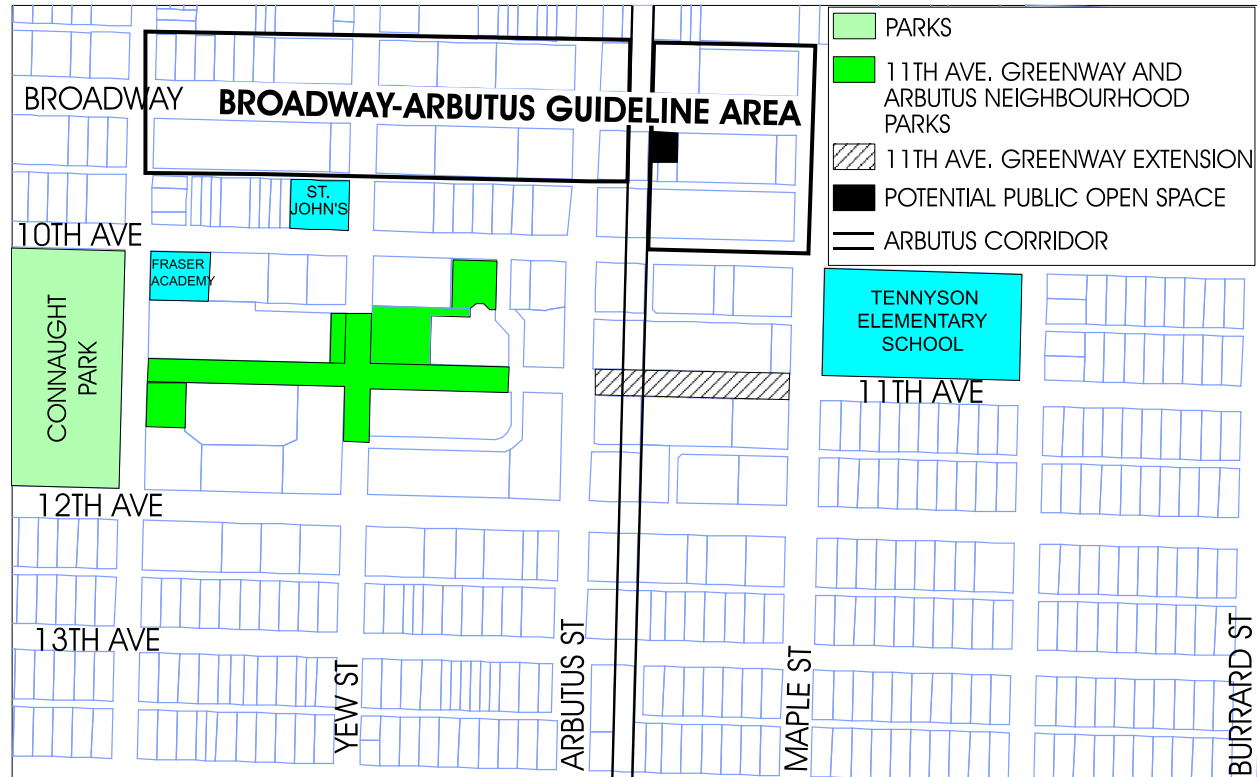 PARKS
11TH AVE. GREENWAY AND
ARBUTUS NEIGHBOURHOOD
PARKS
11TH AVE. GREENWAY EXTENSION
POTENTIAL PUBLIC OPEN SPACE
ARBUTUS CORRIDOR
BROADWAY
BROADWAY-ARBUTUS GUIDELINE AREA
ST.
JOHN'S
10TH AVE
FRASER
ACADEMY
CONNAUGHT
PARK
TENNYSON
ELEMENTARY
SCHOOL
11TH AVE
12TH AVE
13TH AVE
YEW ST
ARBUTUS ST
MAPLE ST
BURRARD ST